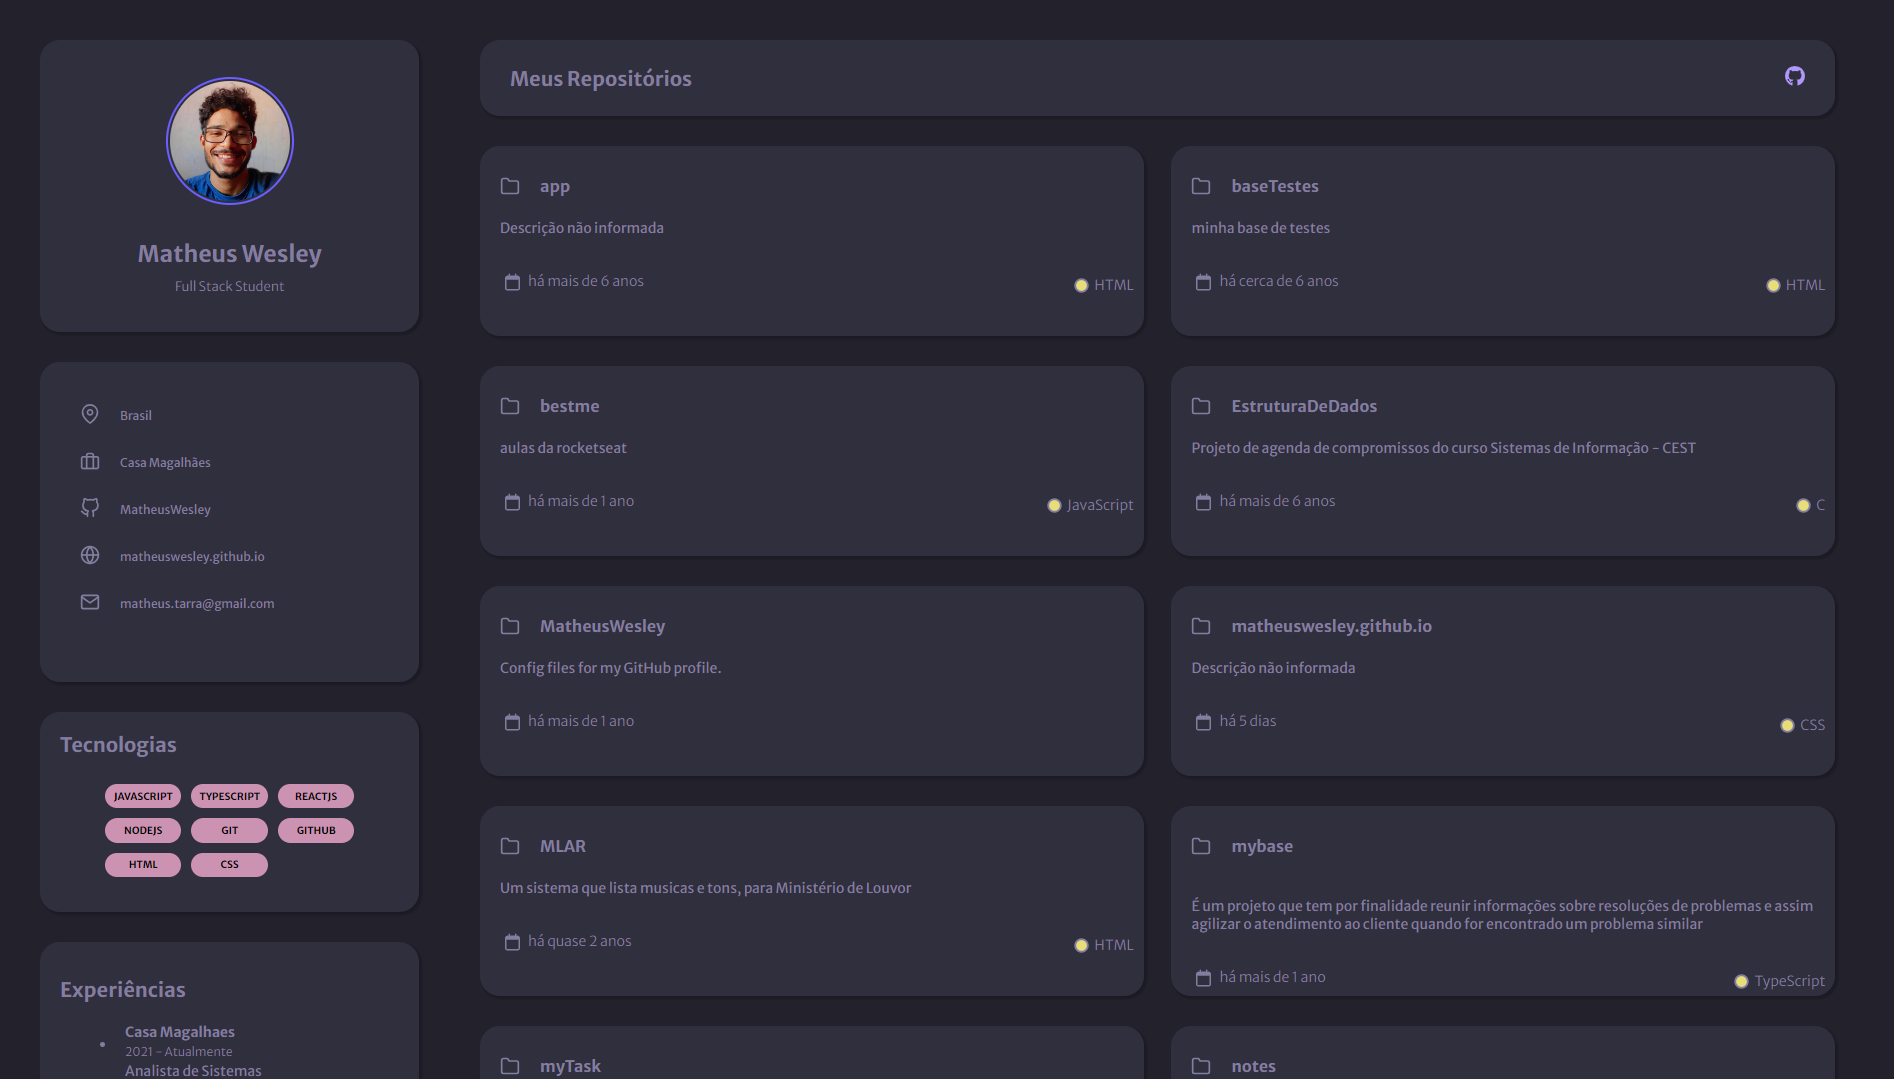 Matheus Wesley
Full Stack Student
Brasil
Casa Magalhães
MatheusWesley
matheuswesley.github.io
matheus.tarra@gmail.com
Tecnologias
JAVASCRIPT TYPESCRIPT REACTJS
NODEJS GIT GITHUB
HTML CSS
Experiências
Casa Magalhaes
2021 - Atualmente
Analista de Sistemas
Meus Repositórios
app
Descrição não informada
há mais de 6 anos
HTML
baseTestes
minha base de testes
há cerca de 6 anos
HTML
bestme
aulas da rocketseat
há mais de 1 ano
JavaScript
EstruturaDeDados
Projeto de agenda de compromissos do curso Sistemas de Informação - CEST
há mais de 6 anos
C
MatheusWesley
Config files for my GitHub profile.
há mais de 1 ano
matheuswesley.github.io
Descrição não informada
há 5 dias
CSS
MLAR
Um sistema que lista musicas e tons, para Ministério de Louvor
há quase 2 anos
HTML
mybase
É um projeto que tem por finalidade reunir informações sobre resoluções de problemas e assim
agilizar o atendimento ao cliente quando for encontrado um problema similar
há mais de 1 ano
TypeScript
myTask
notes